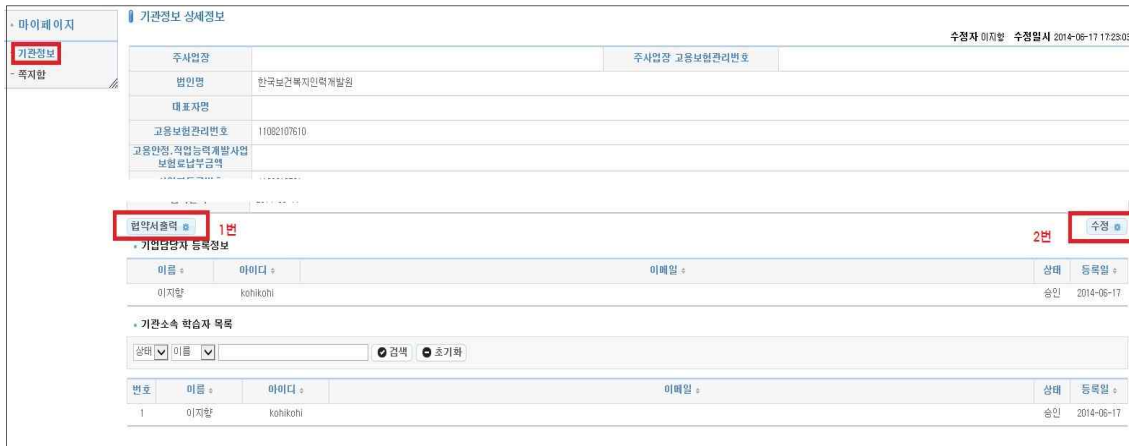 마이페이지
기관정보
- 쪽지함
기관정보 상세정보
수정자 이지향 수정일시 2014-06-17 17:23:03
주사업장 주사업장 고용보험관리번호
법인명 한국보건복지인력개발원
대표자명
고용보험관리번호 11082107610
고용안정.직업능력개발사업
보험료납부금액
협약서출력 1번 2번 수정
기업담당자 등록정보
이름 아이디 이메일 상태 등록일
이지향 kohikohi 승인 2014-06-17
기관소속 학습자 목록
상태 이름 검색 초기화
번호 이름 아이디 이메일 상태 등록일
1 이지향 kohikohi 승인 2014-06-17